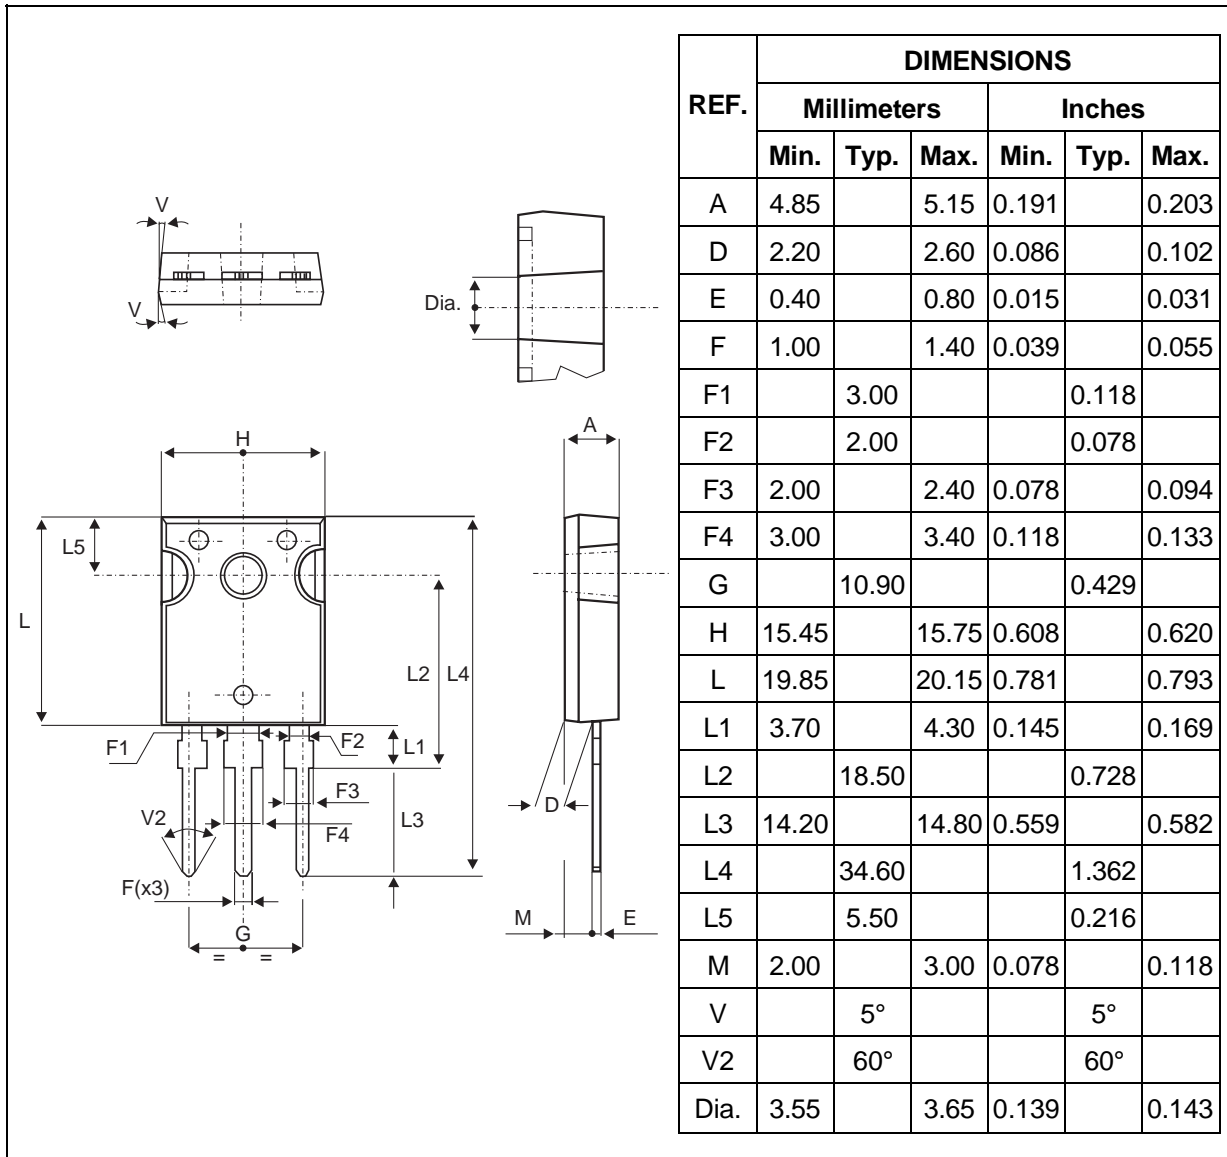 V
V
Dia.
H
A
L5
L
L2
L4
F1
F2
L1
F3
D
V2
F4
L3
F(x3)
G
= =
M
E
REF. DIMENSIONS
Millimeters Inches
Min. Typ. Max. Min. Typ. Max.
A 4.85 5.15 0.191 0.203
D 2.20 2.60 0.086 0.102
E 0.40 0.80 0.015 0.031
F 1.00 1.40 0.039 0.055
F1 3.00 0.118
F2 2.00 0.078
F3 2.00 2.40 0.078 0.094
F4 3.00 3.40 0.118 0.133
G 10.90 0.429
H 15.45 15.75 0.608 0.620
L 19.85 20.15 0.781 0.793
L1 3.70 4.30 0.145 0.169
L2 18.50 0.728
L3 14.20 14.80 0.559 0.582
L4 34.60 1.362
L5 5.50 0.216
M 2.00 3.00 0.078 0.118
V 5° 5°
V2 60° 60°
Dia. 3.55 3.65 0.139 0.143